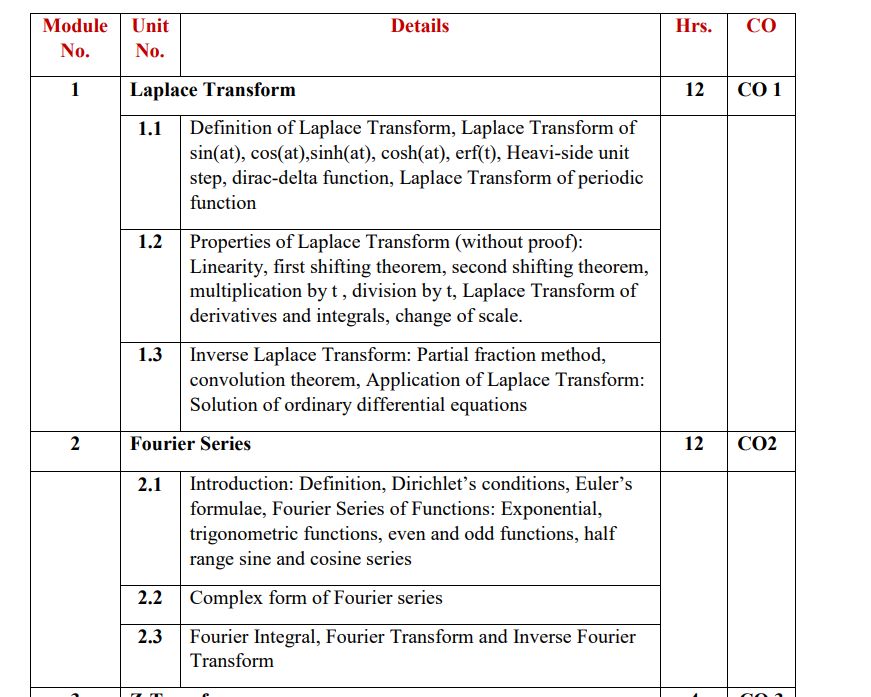 Module No. Unit No. Details Hrs. CO
1 Laplace Transform 12 CO 1
1.1 Definition of Laplace Transform, Laplace Transform of
sin(at), cos(at),sinh(at), cosh(at), erf(t), Heavi-side unit
step, dirac-delta function, Laplace Transform of periodic
function
1.2 Properties of Laplace Transform (without proof):
Linearity, first shifting theorem, second shifting theorem,
multiplication by t , division by t, Laplace Transform of
derivatives and integrals, change of scale.
1.3 Inverse Laplace Transform: Partial fraction method,
convolution theorem, Application of Laplace Transform:
Solution of ordinary differential equations
2 Fourier Series 12 CO2
2.1 Introduction: Definition, Dirichlet’s conditions, Euler’s
formulae, Fourier Series of Functions: Exponential,
trigonometric functions, even and odd functions, half
range sine and cosine series
2.2 Complex form of Fourier series
2.3 Fourier Integral, Fourier Transform and Inverse Fourier
Transform